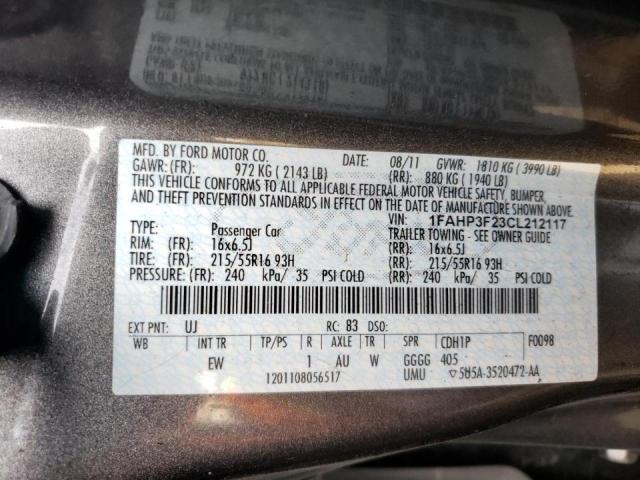 MFD. BY FORD MOTOR CO. DATE: 08/11 GVWR: 1810 KG ( 3990 LB)
GAWR: (FR): 972 KG ( 2143 LB) (RR): 880 KG ( 1940 LB)
THIS VEHICLE CONFORMS TO ALL APPLICABLE FEDERAL MOTOR VEHICLE SAFETY, BUMPER,
AND THEFT PREVENTION STANDARDS IN EFFECT ON THE DATE OF MANUFACTURE SHOWN ABOVE.
VIN: 1FAHP3F23CL212117
TYPE: Passenger Car TRAILER TOWING - SEE OWNER GUIDE
RIM: (FR): 16x6.5J (RR): 16x6.5J
TIRE: (FR): 215/55R16 93H (RR): 215/55R16 93H
PRESSURE: (FR): 240 kPa/ 35 PSI COLD (RR): 240 kPa/ 35 PSI COLD
EXT PNT: UJ RC: 83 DSO:
WB INT TR TP/PS R AXLE TR SPR CDH1P F0098
EW 1 AU W GGGG 405
1201108056517 UMU ▽5U5A-3520472-AA